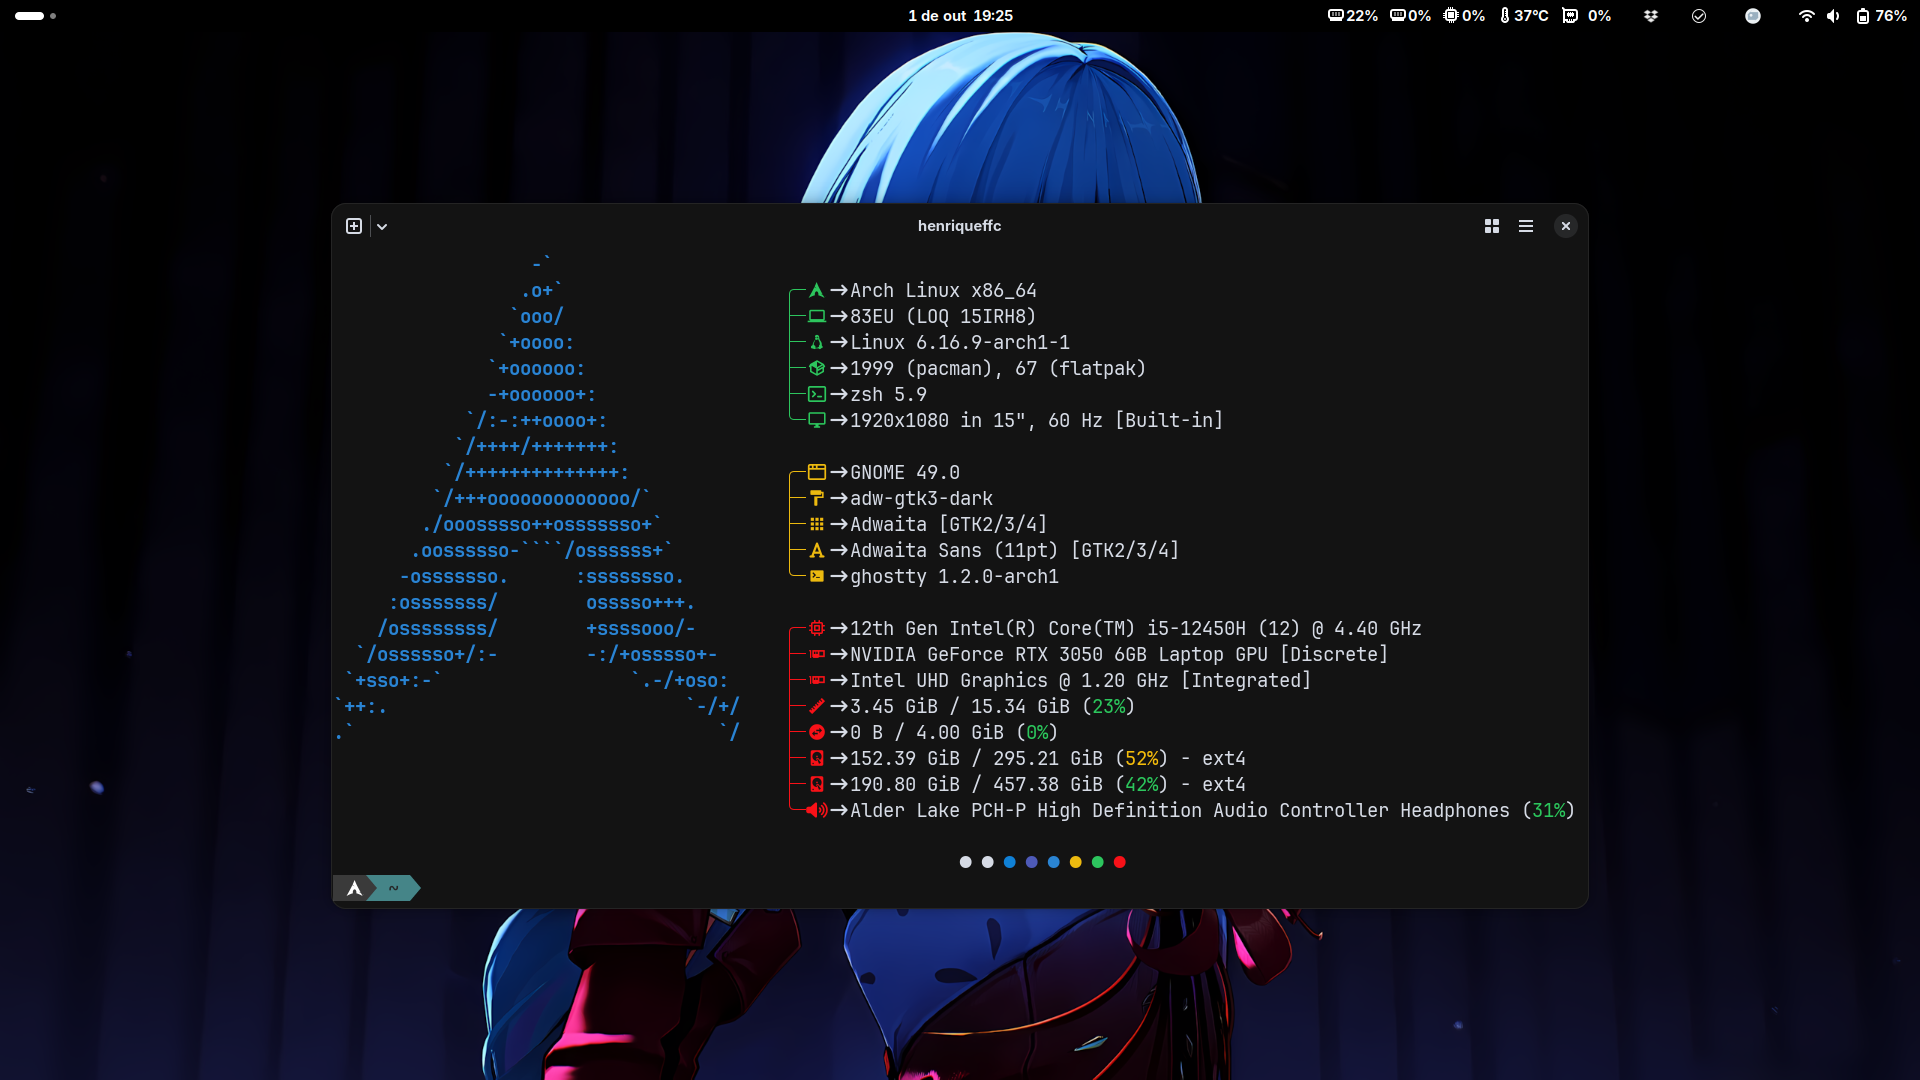 1 de out 19:25
22% 0% 0% 37°C 0% 76%
henriqueffc
-`
.o+`
`ooo/
`+oooo:
`+oooooo:
-+oooooo+:
`/:-:++oooo+:
`/++++/+++++++:
`/++++++++++++++:
`/+++ooooooooooooo/`
./ooosssso++osssssso+`
.oossssso-````/ossssss+`
-osssssso. :ssssssso.
:osssssss/ osssso+++.
/ossssssss/ +ssssooo/-
`/ossssso+/:- -:/+osssso+-
`+sso+:-` `.-/+oso:
`++:. `-/+/
.` `/
Arch Linux x86_64
83EU (LOQ 15IRH8)
Linux 6.16.9-arch1-1
1999 (pacman), 67 (flatpak)
zsh 5.9
1920x1080 in 15", 60 Hz [Built-in]
GNOME 49.0
adw-gtk3-dark
Adwaita [GTK2/3/4]
Adwaita Sans (11pt) [GTK2/3/4]
ghostty 1.2.0-arch1
12th Gen Intel(R) Core(TM) i5-12450H (12) @ 4.40 GHz
NVIDIA GeForce RTX 3050 6GB Laptop GPU [Discrete]
Intel UHD Graphics @ 1.20 GHz [Integrated]
3.45 GiB / 15.34 GiB (23%)
0 B / 4.00 GiB (0%)
152.39 GiB / 295.21 GiB (52%) - ext4
190.80 GiB / 457.38 GiB (42%) - ext4
Alder Lake PCH-P High Definition Audio Controller Headphones (31%)
~